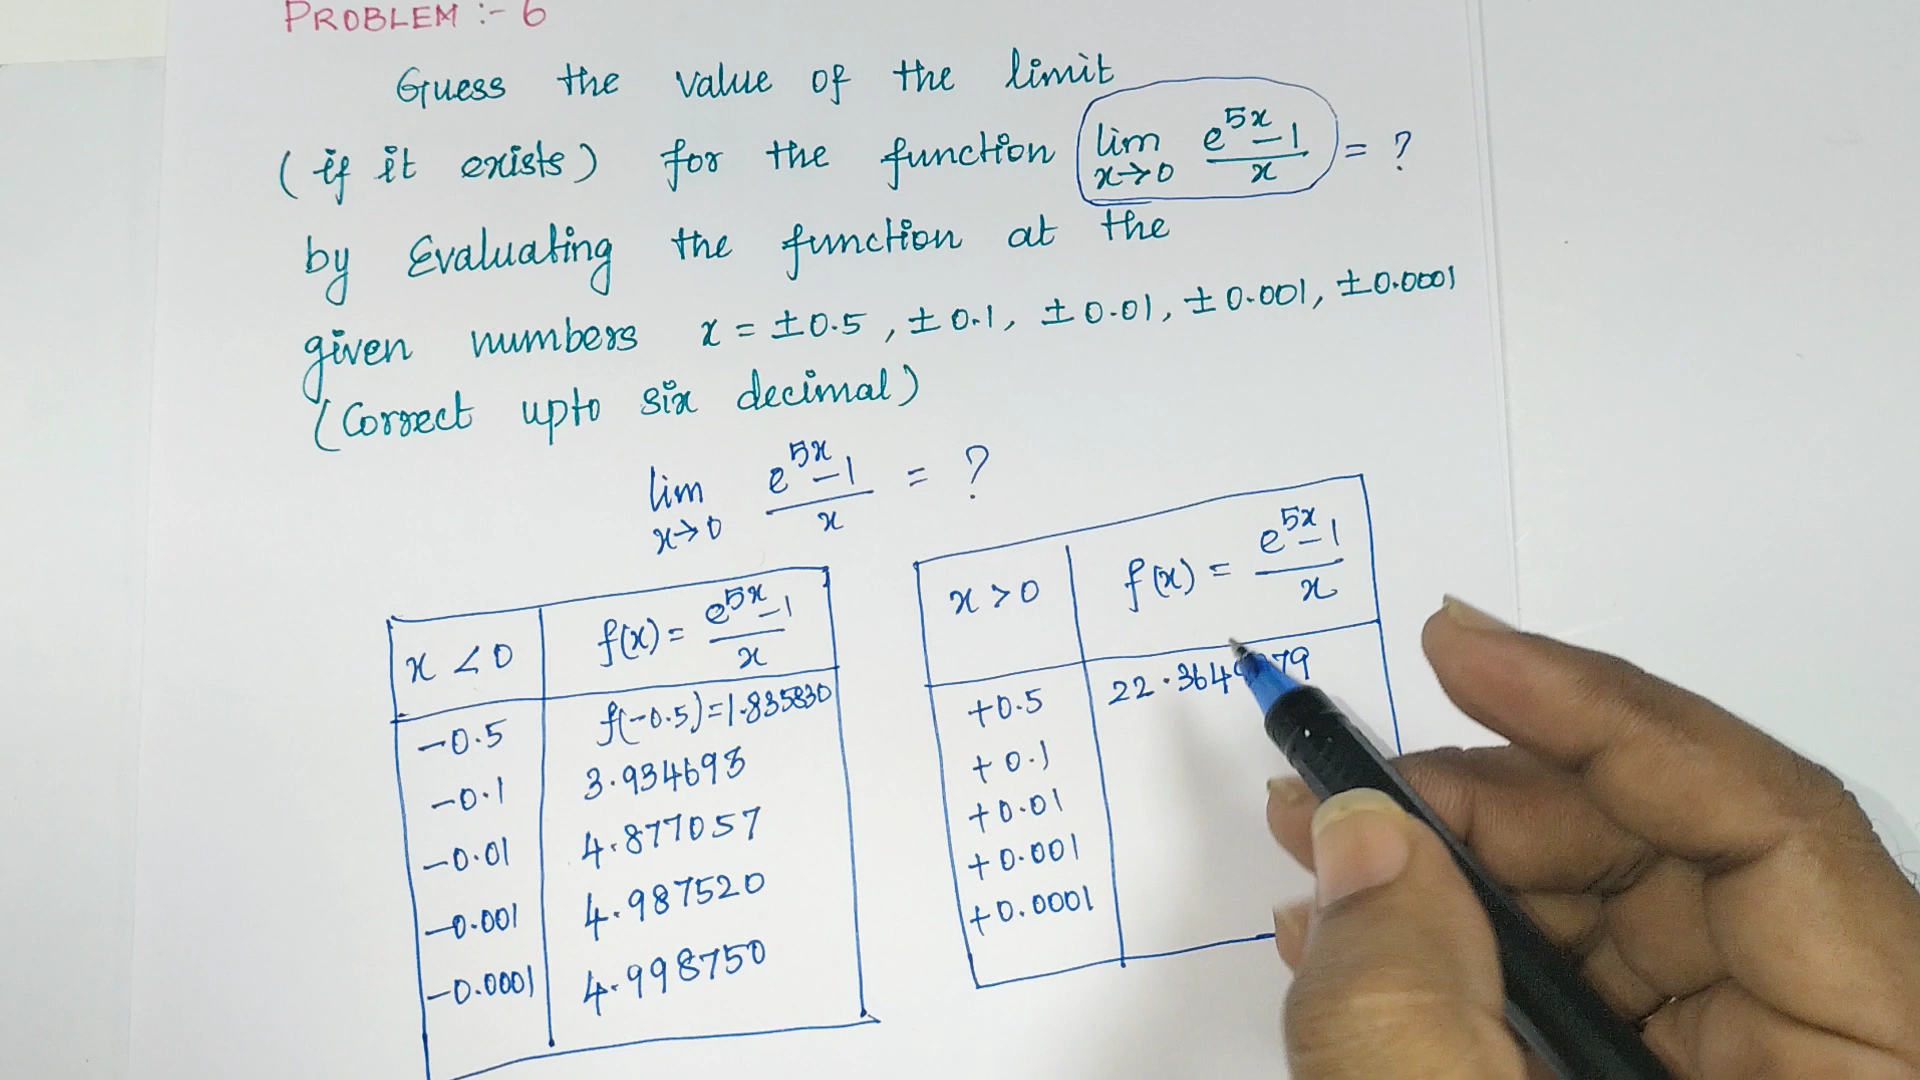 PROBLEM :- 6
Guess the value of the limit
(if it exists) for the function lim x→0 e^5x-1/x = ?
by Evaluating the function at the
given numbers x = ±0.5, ±0.1, ±0.01, ±0.001, ±0.0001
(Correct upto six decimal)
lim x→0 e^5x-1/x = ?
x < 0 f(x) = e^5x-1/x
-0.5 f(-0.5)=1.835830
-0.1 3.934693
-0.01 4.877057
-0.001 4.987520
-0.0001 4.998750
x > 0 f(x) = e^5x-1/x
+0.5
+0.1
+0.01
+0.001
+0.0001